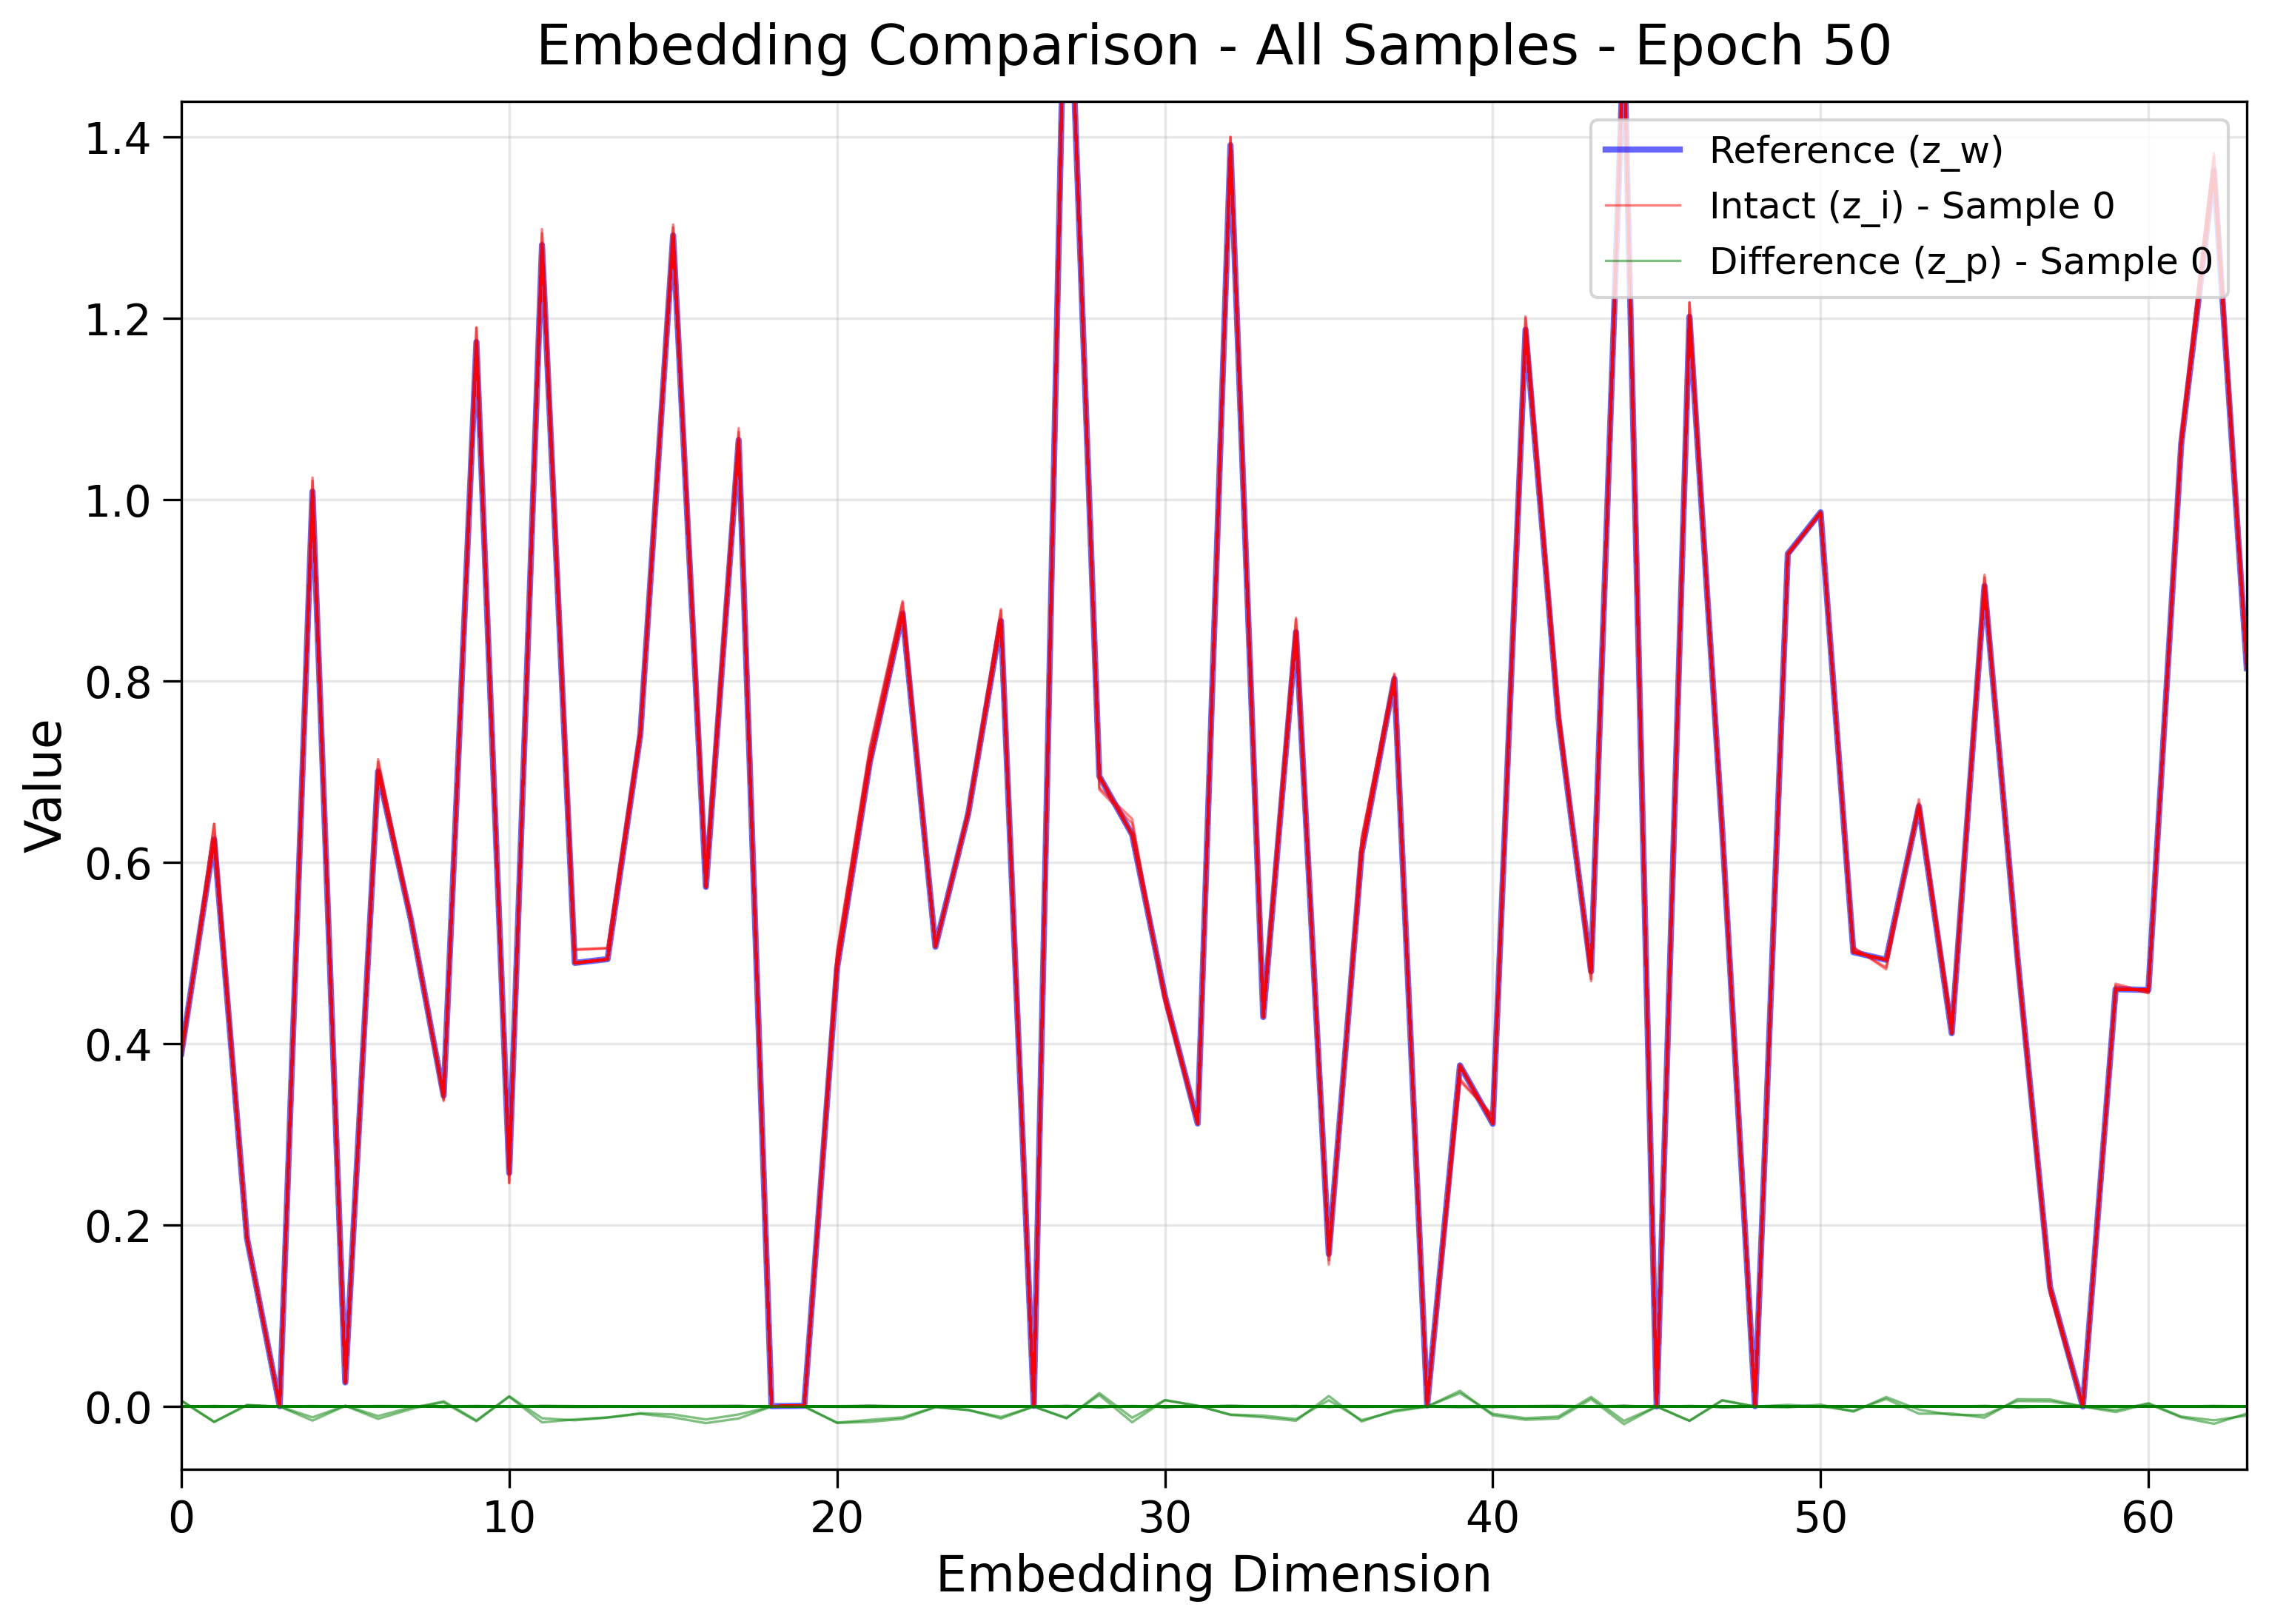 Embedding Comparison - All Samples - Epoch 50
1.4
1.2
1.0
0.8
0.6
0.4
0.2
0.0
Value
Reference (z_w)
Intact (z_i) - Sample 0
Difference (z_p) - Sample 0
0
10
20
30
40
50
60
Embedding Dimension